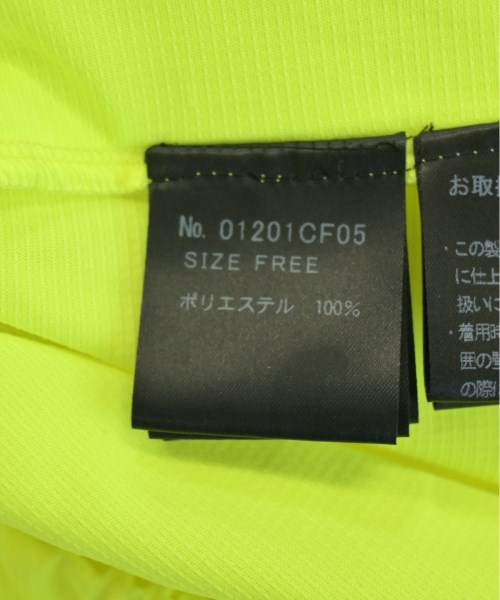 No. 01201CF05
SIZE FREE
ポリエステル 100%
お取扱
・この製
に仕上
扱いに
・着用時
囲の
の際に